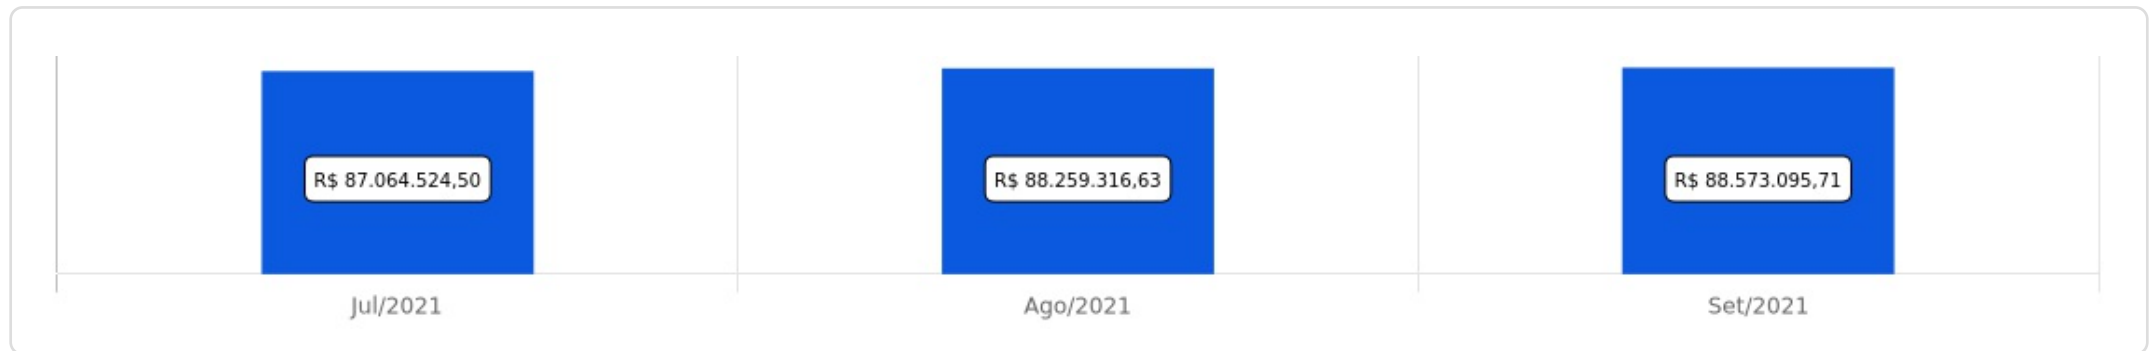 R$ 87.064.524,50
R$ 88.259.316,63
R$ 88.573.095,71
Jul/2021
Ago/2021
Set/2021